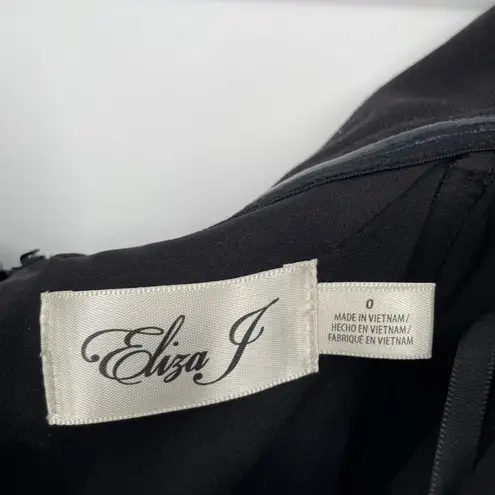 Eliza J
0
MADE IN VIETNAM/
HECHO EN VIETNAM/
FABRIQUÉ EN VIETNAM